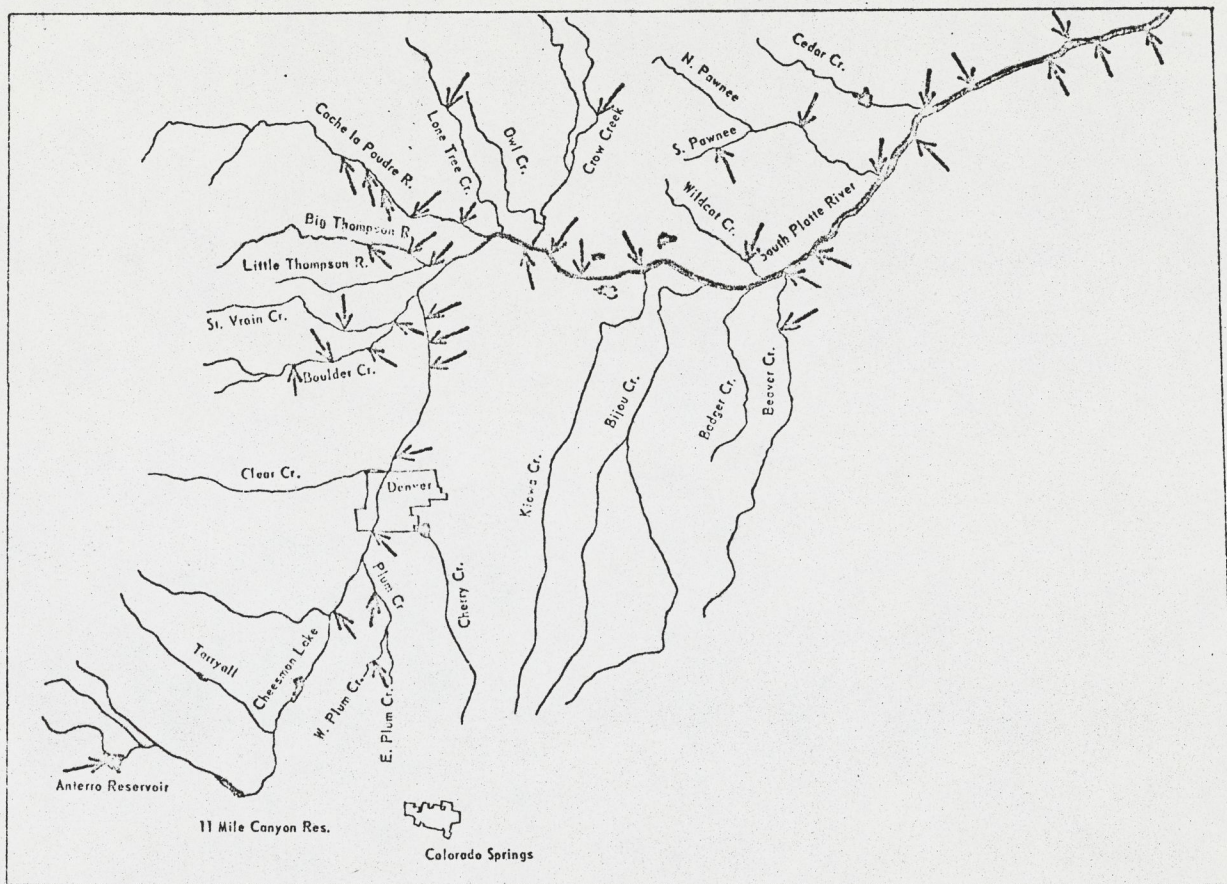 Cedar Cr.
N. Pawnee
S. Pawnee
Cache la Poudre R.
Lone Tree Cr.
Owl Cr.
Crow Creek
Wildcat Cr.
South Platte River
Big Thompson R.
Little Thompson R.
St. Vrain Cr.
Boulder Cr.
Clear Cr.
Denver
Kiowa Cr.
Bijou Cr.
Badger Cr.
Beaver Cr.
Plum Cr
Cherry Cr.
Tarryall
Cheesman Lake
W. Plum Cr.
E. Plum Cr.
Anterro Reservoir
11 Mile Canyon Res.
Colorado Springs